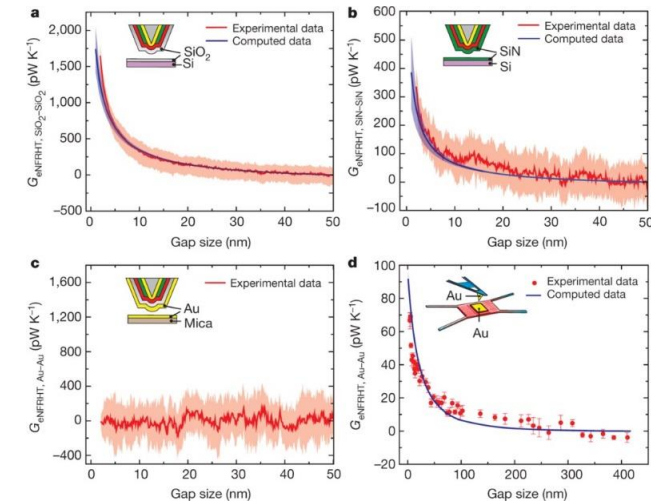 a
2,000
1,500
1,000
500
0
−500
G eNFRHT, SiO2–SiO2 (pW K−1)
Experimental data
Computed data
SiO2
Si
0 10 20 30 40 50
Gap size (nm)
b
600
500
400
300
200
100
0
−100
G eNFRHT, SiN–SiN (pW K−1)
Experimental data
Computed data
SiN
Si
0 10 20 30 40 50
Gap size (nm)
c
1,600
1,200
800
400
0
−400
G eNFRHT, Au–Au (pW K−1)
Experimental data
Au
Mica
0 10 20 30 40 50
Gap size (nm)
d
100
80
60
40
20
0
−20
G eNFRHT, Au–Au (pW K−1)
Experimental data
Computed data
Au
Au
0 100 200 300 400
Gap size (nm)